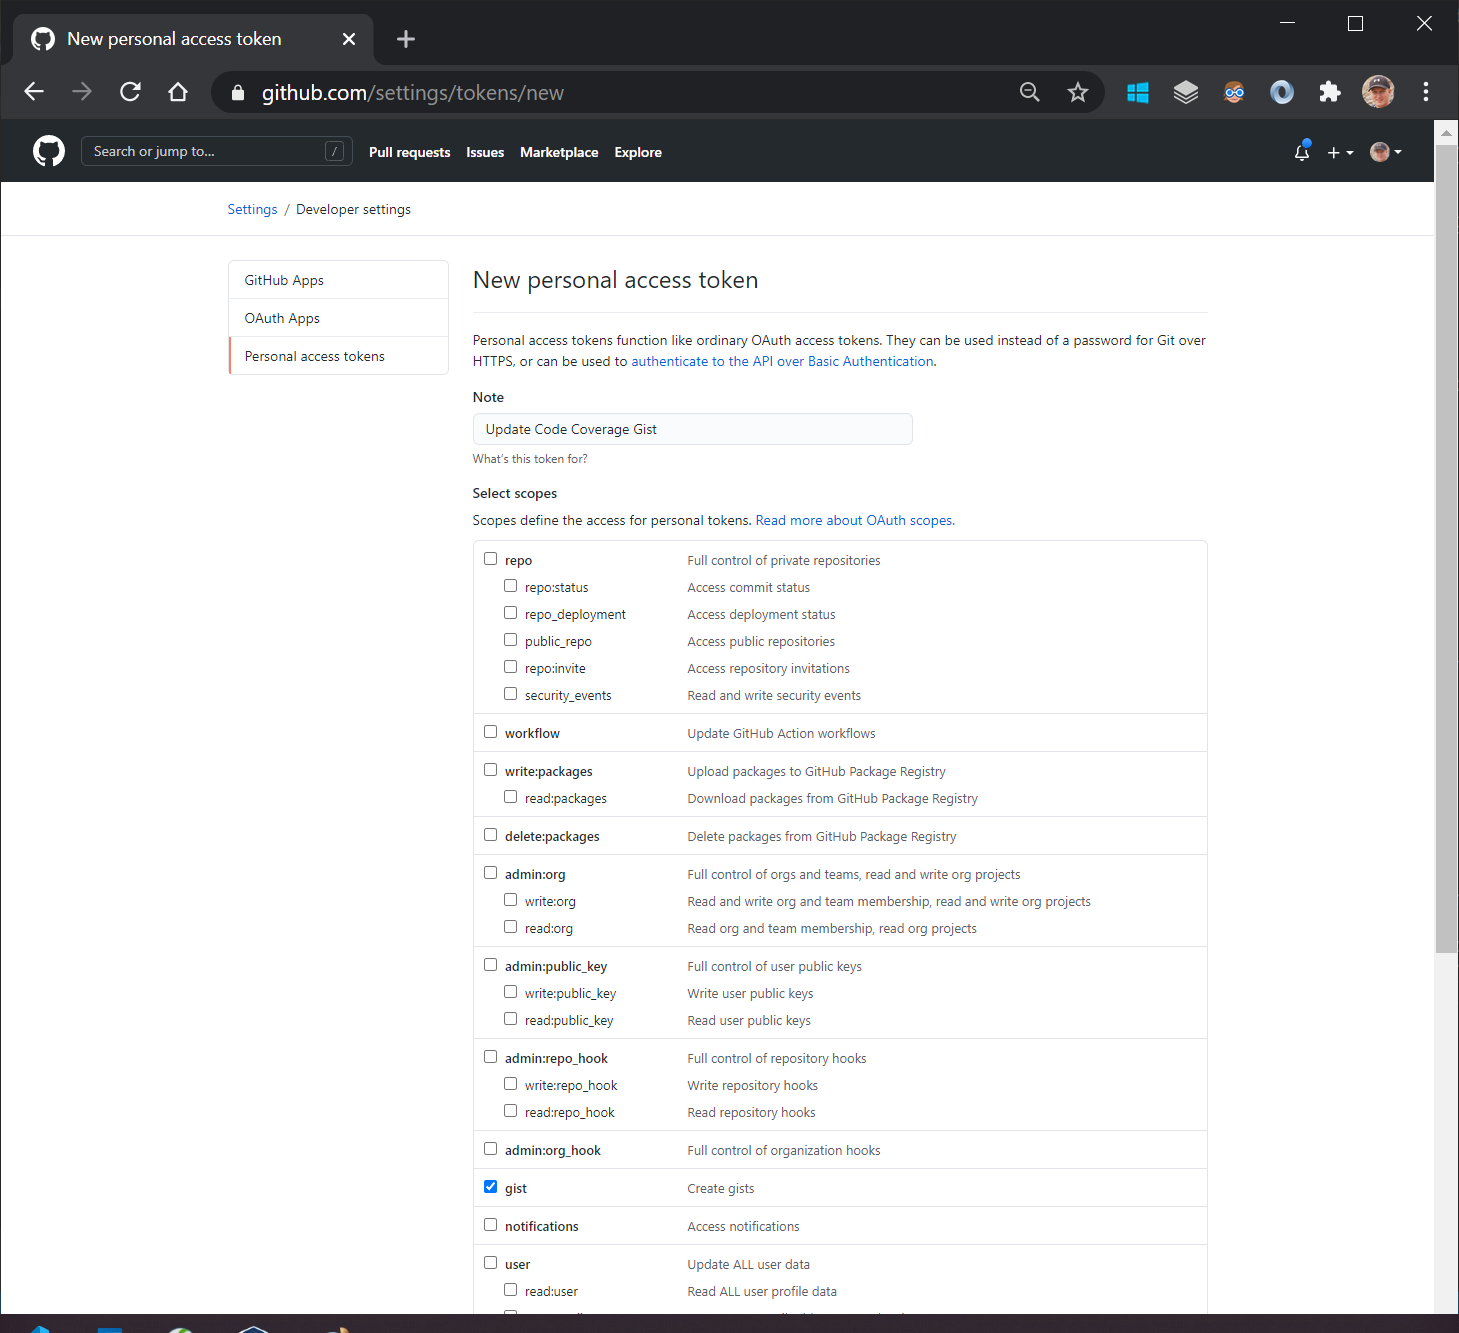 New personal access token
github.com/settings/tokens/new
Search or jump to...
/
Pull requests
Issues
Marketplace
Explore
Settings / Developer settings
GitHub Apps
OAuth Apps
Personal access tokens
New personal access token
Personal access tokens function like ordinary OAuth access tokens. They can be used instead of a password for Git over
HTTPS, or can be used to authenticate to the API over Basic Authentication.
Note
Update Code Coverage Gist
What's this token for?
Select scopes
Scopes define the access for personal tokens. Read more about OAuth scopes.
repo Full control of private repositories
repo:status Access commit status
repo_deployment Access deployment status
public_repo Access public repositories
repo:invite Access repository invitations
security_events Read and write security events
workflow Update GitHub Action workflows
write:packages Upload packages to GitHub Package Registry
read:packages Download packages from GitHub Package Registry
delete:packages Delete packages from GitHub Package Registry
admin:org Full control of orgs and teams, read and write org projects
write:org Read and write org and team membership, read and write org projects
read:org Read org and team membership, read org projects
admin:public_key Full control of user public keys
write:public_key Write user public keys
read:public_key Read user public keys
admin:repo_hook Full control of repository hooks
write:repo_hook Write repository hooks
read:repo_hook Read repository hooks
admin:org_hook Full control of organization hooks
gist Create gists
notifications Access notifications
user Update ALL user data
read:user Read ALL user profile data